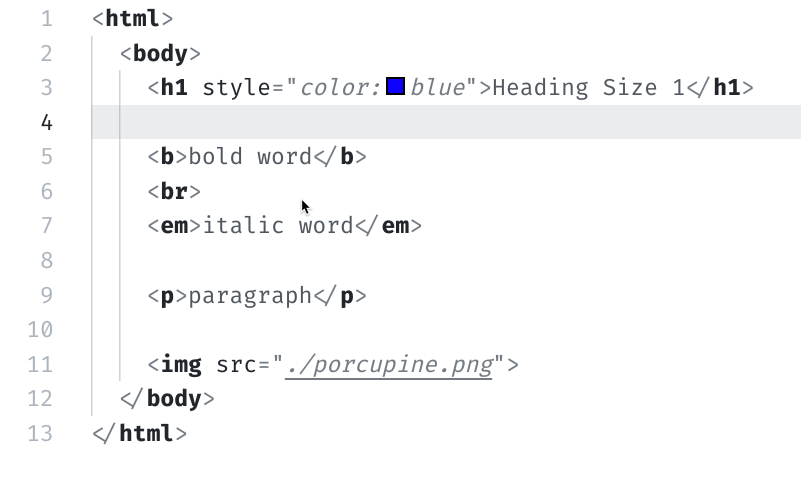 1 <html>
2 <body>
3 <h1 style="color:blue">Heading Size 1</h1>
4
5 <b>bold word</b>
6 <br>
7 <em>italic word</em>
8
9 <p>paragraph</p>
10
11 <img src="./porcupine.png">
12 </body>
13 </html>